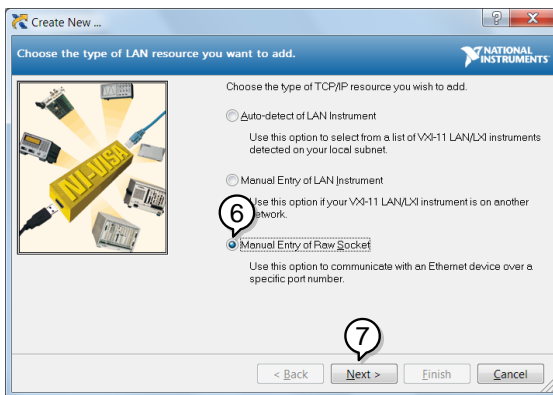 Create New ...
?
X
Choose the type of LAN resource you want to add.
NATIONAL
INSTRUMENTS
NI-VISA
Choose the type of TCP/IP resource you wish to add.
Auto-detect of LAN Instrument
Use this option to select from a list of VXI-11 LAN/LXI instruments
detected on your local subnet.
Manual Entry of LAN Instrument
Use this option if your VXI-11 LAN/LXI instrument is on another
network.
6
Manual Entry of Raw Socket
Use this option to communicate with an Ethernet device over a
specific port number.
7
< Back
Next >
Finish
Cancel